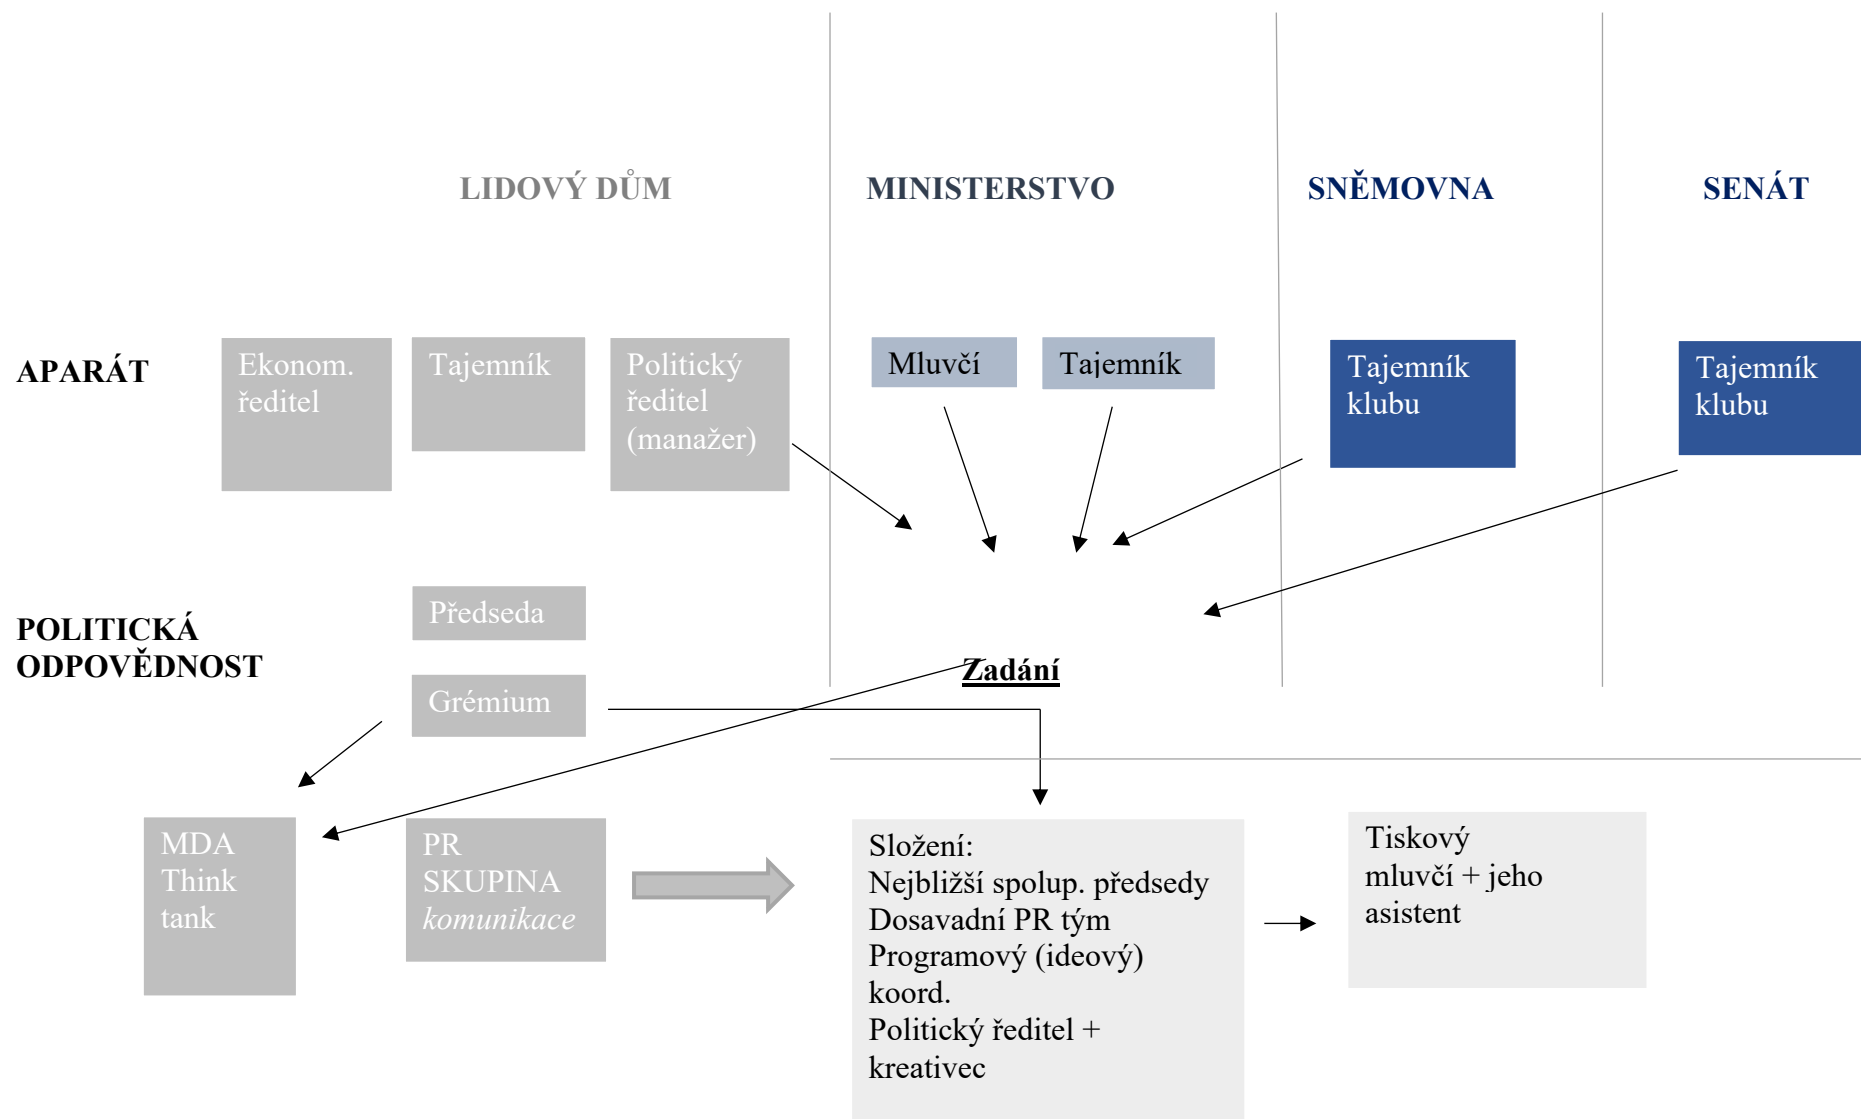 LIDOVÝ DŮM
MINISTERSTVO
SNĚMOVNA
SENÁT
APARÁT
Ekonom.
ředitel
Tajemník
Politický
ředitel
(manažer)
Mluvčí
Tajemník
Tajemník
klubu
Tajemník
klubu
POLITICKÁ
ODPOVĚDNOST
Předseda
Grémium
Zadání
MDA
Think
tank
PR
SKUPINA
komunikace
Složení:
Nejbližší spolup. předsedy
Dosavadní PR tým
Programový (ideový)
koord.
Politický ředitel +
kreativec
Tiskový
mluvčí + jeho
asistent